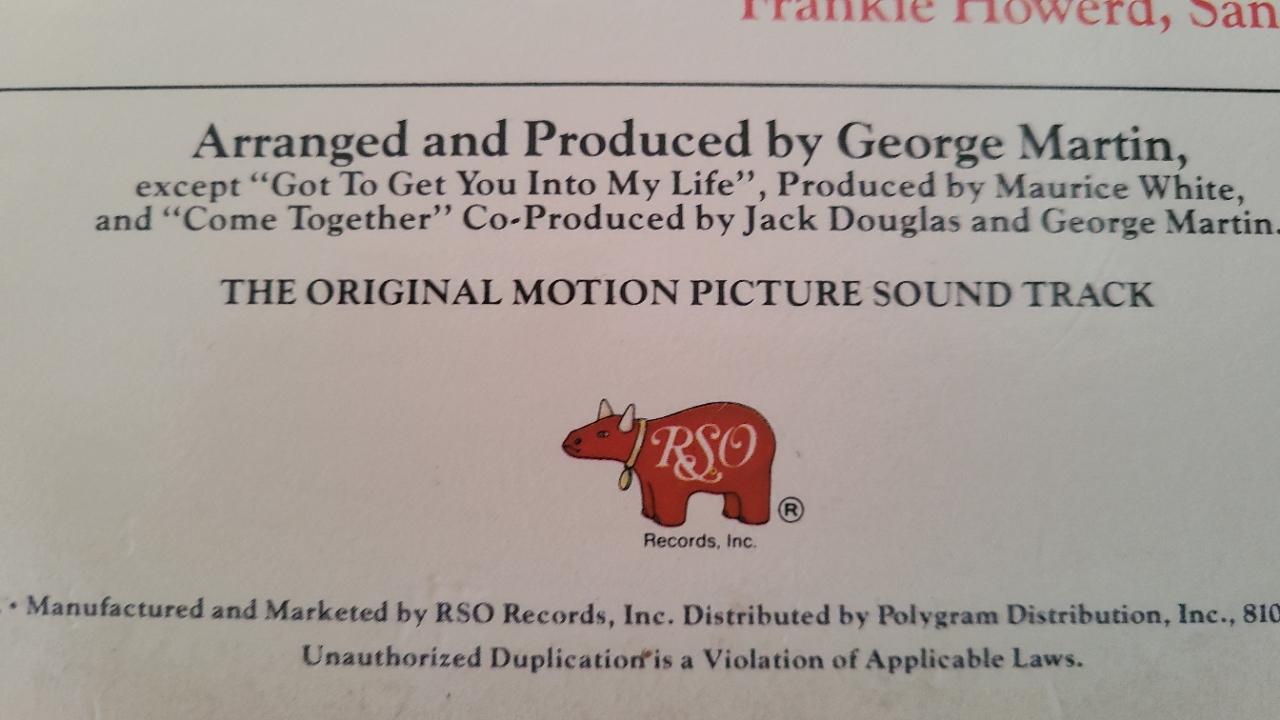 Frankie Howerd, San
Arranged and Produced by George Martin,
except “Got To Get You Into My Life”, Produced by Maurice White,
and “Come Together” Co-Produced by Jack Douglas and George Martin.
THE ORIGINAL MOTION PICTURE SOUND TRACK
RSO
®
Records, Inc.
• Manufactured and Marketed by RSO Records, Inc. Distributed by Polygram Distribution, Inc., 810
Unauthorized Duplication is a Violation of Applicable Laws.